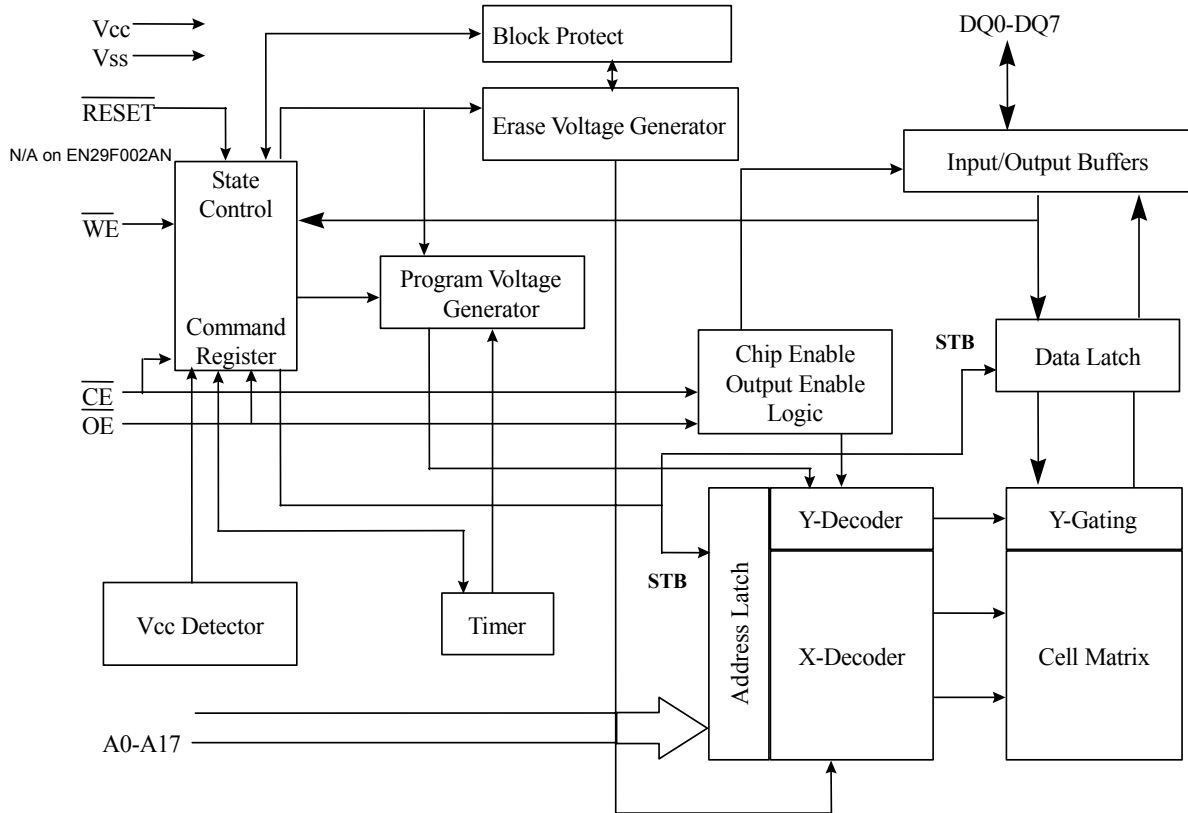 Vcc
Vss
Block Protect
DQ0-DQ7
RESET
Erase Voltage Generator
N/A on EN29F002AN
Input/Output Buffers
State
Control
WE
Program Voltage
Generator
Command
Register
STB
Data Latch
Chip Enable
Output Enable
Logic
CE
OE
Y-Decoder
Y-Gating
STB
Address Latch
Vcc Detector
Timer
X-Decoder
Cell Matrix
A0-A17